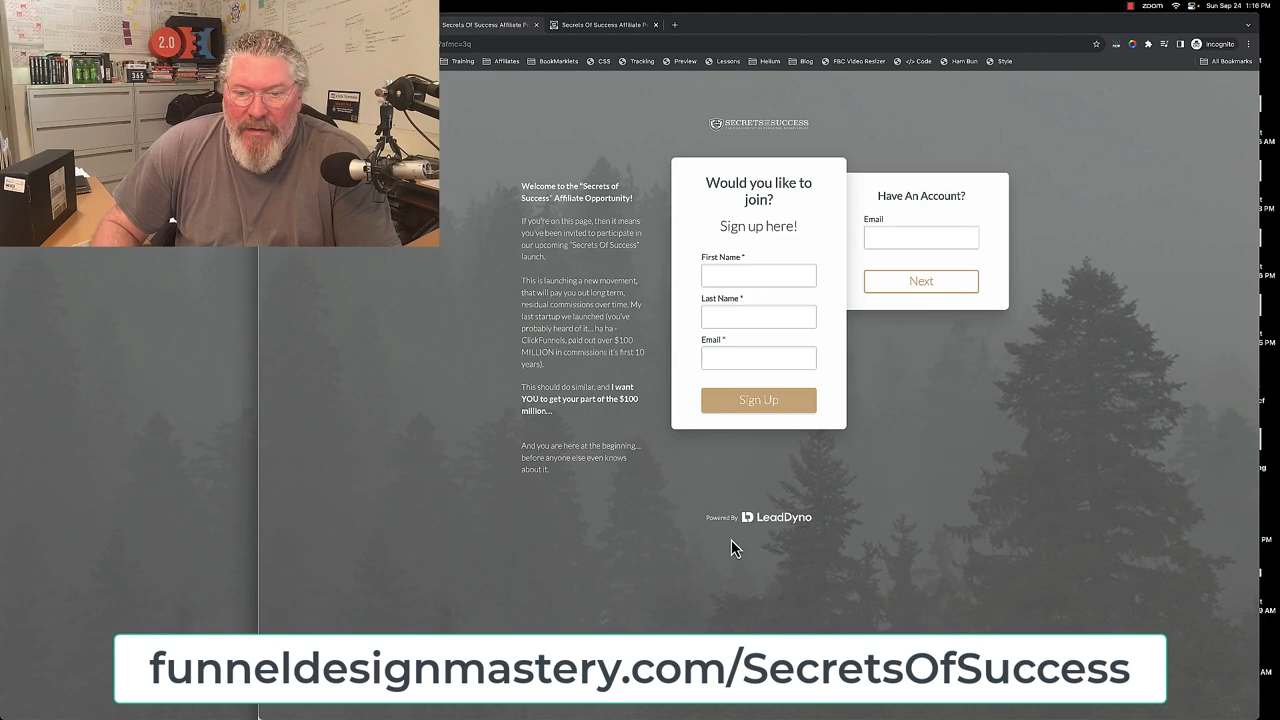 2.0
365
zoom
Sun Sep 24 1:16 PM
Secrets Of Success Affiliate P
Secrets Of Success Affiliate P
?afmc=3q
Incognito
Training
Affiliates
BookMarklets
CSS
Tracking
Preview
Lessons
Helium
Blog
FBC Video Resizer
</> Code
Ham Bun
Style
All Bookmarks
SECRETS OF SUCCESS
Welcome to the "Secrets of
Success" Affiliate Opportunity!
If you're on this page, then it means
you've been invited to participate in
our upcoming "Secrets Of Success"
launch.
This is launching a new movement,
that will pay you out long term,
residual commissions over time. My
last startup we launched (you've
probably heard of it... ha ha -
ClickFunnels, paid out over $100
MILLION in commissions it's first 10
years).
This should do similar, and I want
YOU to get your part of the $100
million...
And you are here at the beginning...
before anyone else even knows
about it.
Would you like to
join?
Sign up here!
First Name *
Last Name *
Email *
Sign Up
Have An Account?
Email
Next
Powered By LeadDyno
funneldesignmastery.com/SecretsOfSuccess